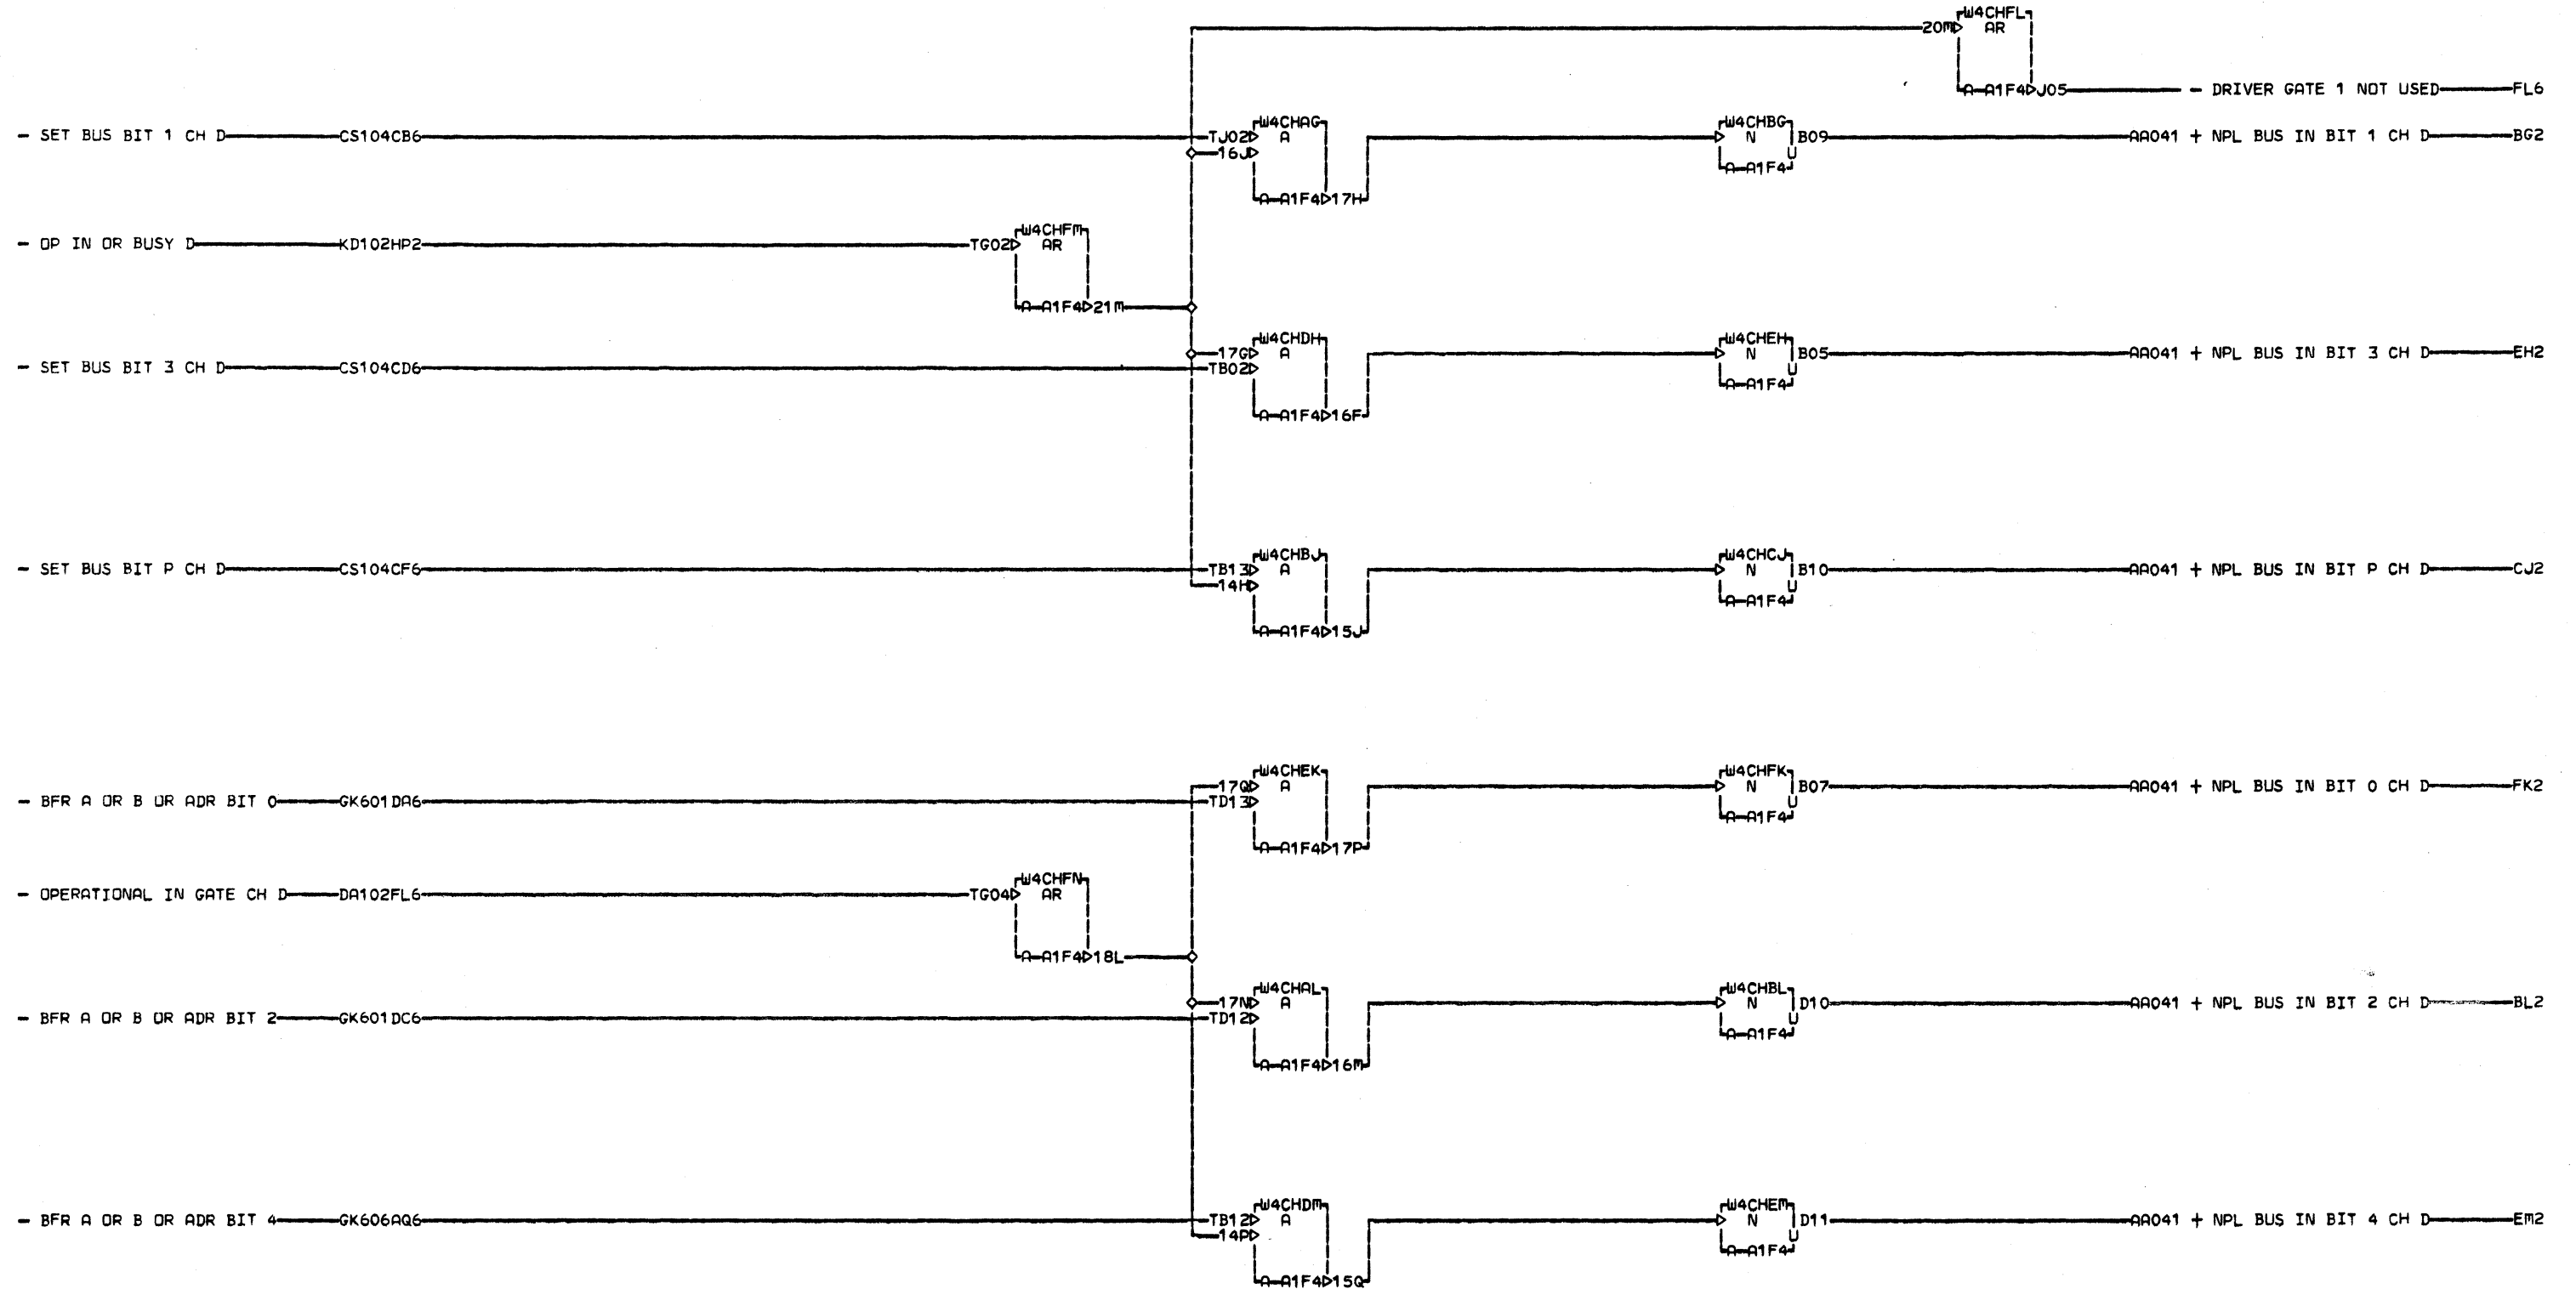 W4CHFL
20M AR
A-A1F4 J05 - DRIVER GATE 1 NOT USED FL6
- SET BUS BIT 1 CH D CS104CB6 TJ02 W4CHAG A W4CHBG N B09 AA041 + NPL BUS IN BIT 1 CH D BG2
16J U
A-A1F4
A-A1F4 17H
W4CHFM
- OP IN OR BUSY D KD102HP2 TG02 AR
A-A1F4 21M
W4CHDH W4CHEH
17G A N B05 AA041 + NPL BUS IN BIT 3 CH D EH2
- SET BUS BIT 3 CH D CS104CD6 TB02 U
A-A1F4
A-A1F4 16F
W4CHBJ W4CHCJ
- SET BUS BIT P CH D CS104CF6 TB13 A N B10 AA041 + NPL BUS IN BIT P CH D CJ2
14H U
A-A1F4
A-A1F4 15J
W4CHEK W4CHFK
17Q A N B07 AA041 + NPL BUS IN BIT 0 CH D FK2
- BFR A OR B OR ADR BIT 0 GK601DA6 TD13 U
A-A1F4
A-A1F4 17P
W4CHFN
- OPERATIONAL IN GATE CH D DA102FL6 TG04 AR
A-A1F4 18L
W4CHAL W4CHBL
17N A N D10 AA041 + NPL BUS IN BIT 2 CH D BL2
- BFR A OR B OR ADR BIT 2 GK601DC6 TD12 U
A-A1F4
A-A1F4 16M
W4CHDM W4CHEM
- BFR A OR B OR ADR BIT 4 GK606AQ6 TB12 A N D11 AA041 + NPL BUS IN BIT 4 CH D EM2
14P U
A-A1F4
A-A1F4 15Q